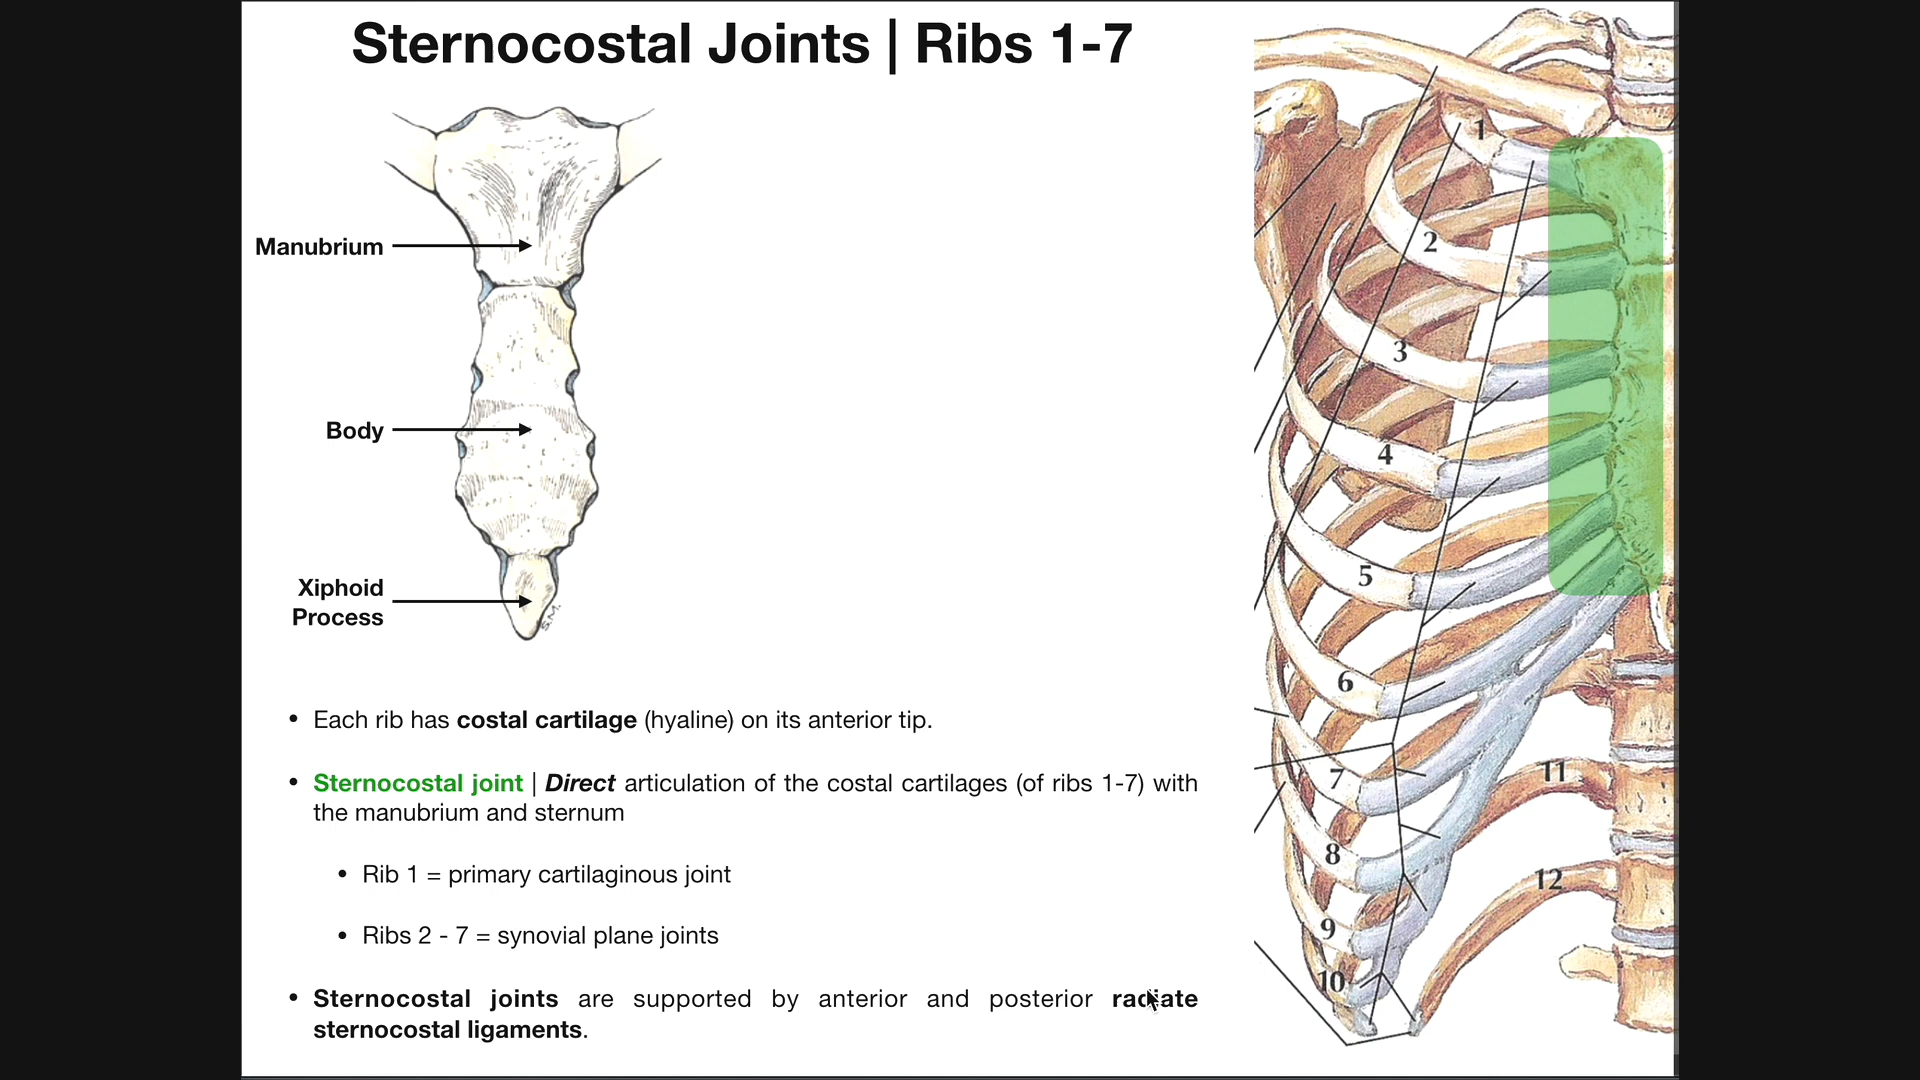 Sternocostal Joints | Ribs 1-7
Manubrium
Body
Xiphoid
Process
S.M.
1
2
3
4
5
6
7
8
9
10
11
12
• Each rib has costal cartilage (hyaline) on its anterior tip.
• Sternocostal joint | Direct articulation of the costal cartilages (of ribs 1-7) with
the manubrium and sternum
• Rib 1 = primary cartilaginous joint
• Ribs 2 - 7 = synovial plane joints
• Sternocostal joints are supported by anterior and posterior radiate
sternocostal ligaments.